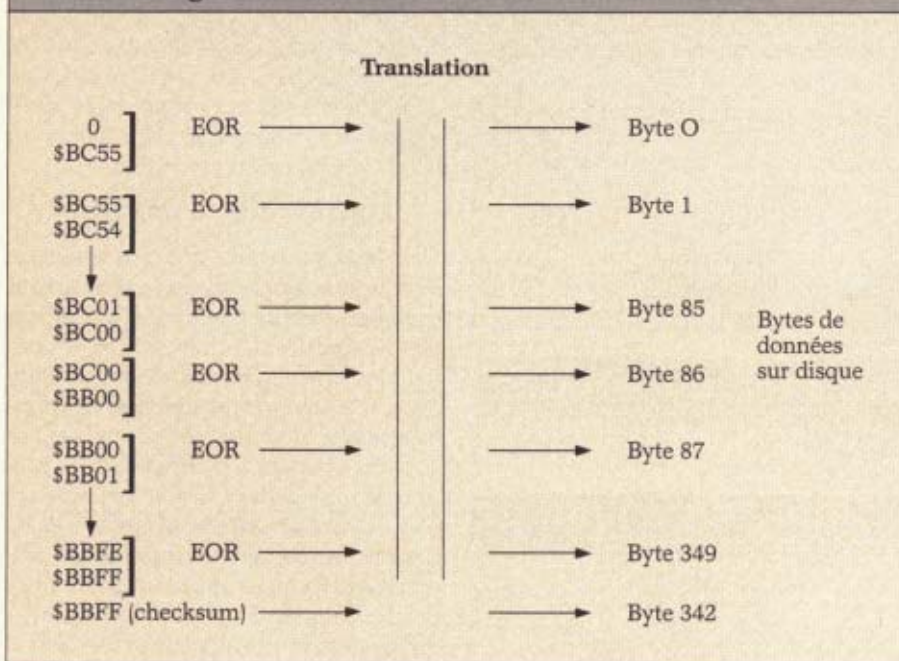 Translation
0 EOR Byte O
$BC55
$BC55 EOR Byte 1
$BC54
$BC01 EOR Byte 85
$BC00
Bytes de
données
sur disque
$BC00 EOR Byte 86
$BB00
$BB00 EOR Byte 87
$BB01
$BBFE EOR Byte 349
$BBFF
$BBFF (checksum) Byte 342